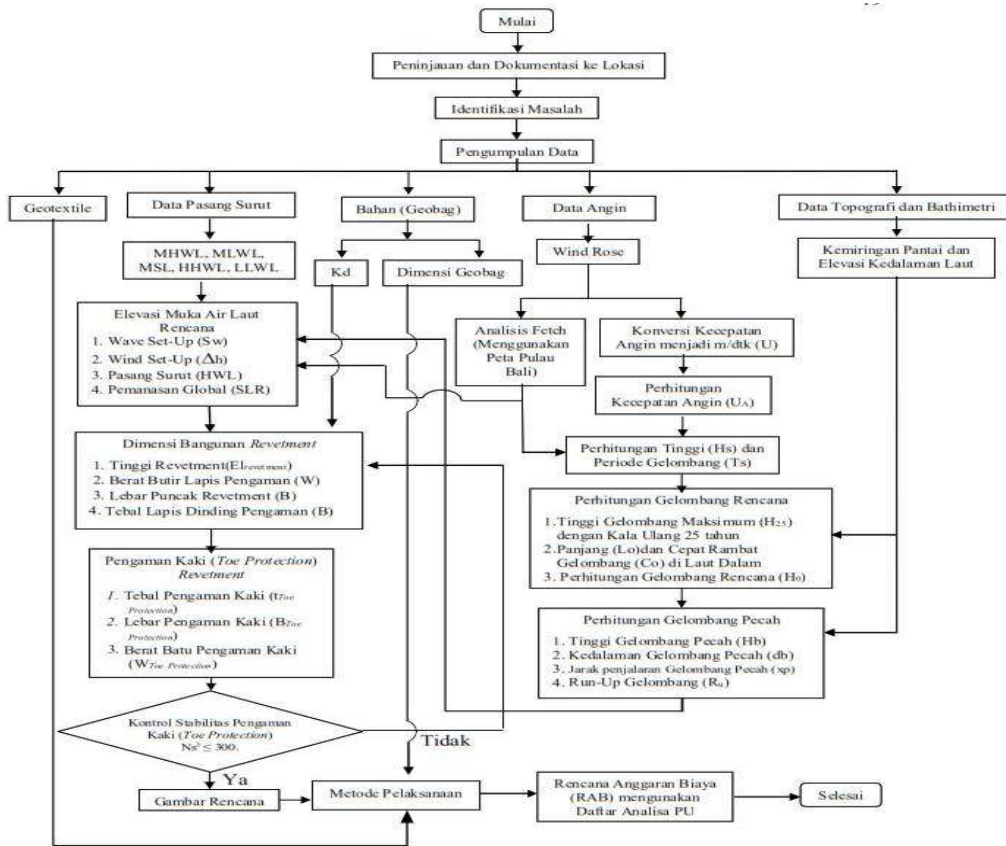 Mulai
Peninjauan dan Dokumentasi ke Lokasi
Identifikasi Masalah
Pengumpulan Data
Geotextile
Data Pasang Surut
Bahan (Geobag)
Data Angin
Data Topografi dan Bathimetri
MHWL, MLWL,
MSL, HHWL, LLWL
Kd
Dimensi Geobag
Wind Rose
Kemiringan Pantai dan
Elevasi Kedalaman Laut
Elevasi Muka Air Laut
Rencana
1. Wave Set-Up (Sw)
2. Wind Set-Up (Δh)
3. Pasang Surut (HWL)
4. Pemanasan Global (SLR)
Analisis Fetch
(Menggunakan
Peta Pulau
Bali)
Konversi Kecepatan
Angin menjadi m/dtk (U)
Perhitungan
Kecepatan Angin (UA)
Perhitungan Tinggi (Hs) dan
Periode Gelombang (Ts)
Dimensi Bangunan Revetment
1. Tinggi Revetment(Elrevetment)
2. Berat Butir Lapis Pengaman (W)
3. Lebar Puncak Revetment (B)
4. Tebal Lapis Dinding Pengaman (B)
Perhitungan Gelombang Rencana
1.Tinggi Gelombang Maksimum (H25)
dengan Kala Ulang 25 tahun
2.Panjang (Lo)dan Cepat Rambat
Gelombang (Co) di Laut Dalam
3. Perhitungan Gelombang Rencana (H0)
Pengaman Kaki (Toe Protection)
Revetment
1. Tebal Pengaman Kaki (tToe
Protection)
2. Lebar Pengaman Kaki (BToe
Protection)
3. Berat Batu Pengaman Kaki
(WToe Protection)
Perhitungan Gelombang Pecah
1. Tinggi Gelombang Pecah (Hb)
2. Kedalaman Gelombang Pecah (db)
3. Jarak penjalaran Gelombang Pecah (xp)
4. Run-Up Gelombang (Ru)
Kontrol Stabilitas Pengaman
Kaki (Toe Protection)
Ns³ ≤ 300.
Tidak
Ya
Gambar Rencana
Metode Pelaksanaan
Rencana Anggaran Biaya
(RAB) mengunakan
Daftar Analisa PU
Selesai